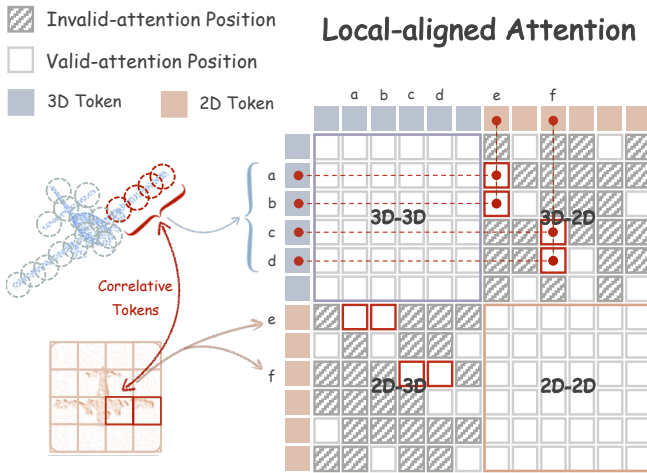 Invalid-attention Position
Valid-attention Position
3D Token
2D Token
Local-aligned Attention
a b c d e f
a
b
c
d
3D-3D
3D-2D
Correlative
Tokens
e
f
2D-3D
2D-2D